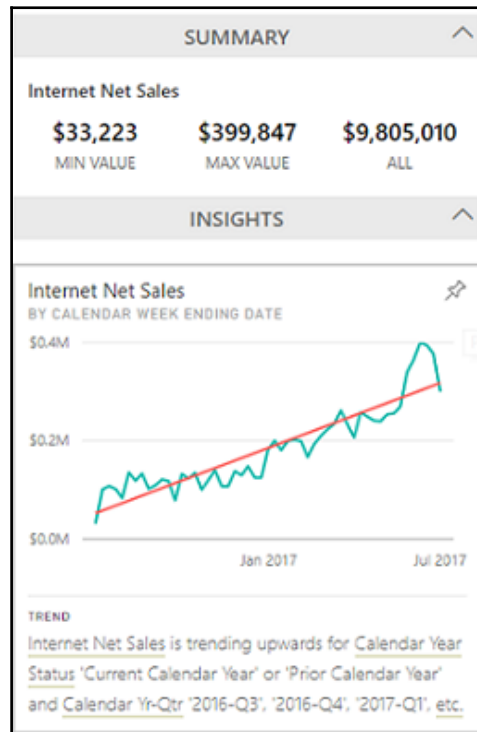 SUMMARY
Internet Net Sales
$33,223 $399,847 $9,805,010
MIN VALUE MAX VALUE ALL
INSIGHTS
Internet Net Sales
BY CALENDAR WEEK ENDING DATE
$0.4M
$0.2M
$0.0M
Jan 2017 Jul 2017
TREND
Internet Net Sales is trending upwards for Calendar Year
Status 'Current Calendar Year' or 'Prior Calendar Year'
and Calendar Yr-Qtr '2016-Q3', '2016-Q4', '2017-Q1', etc.